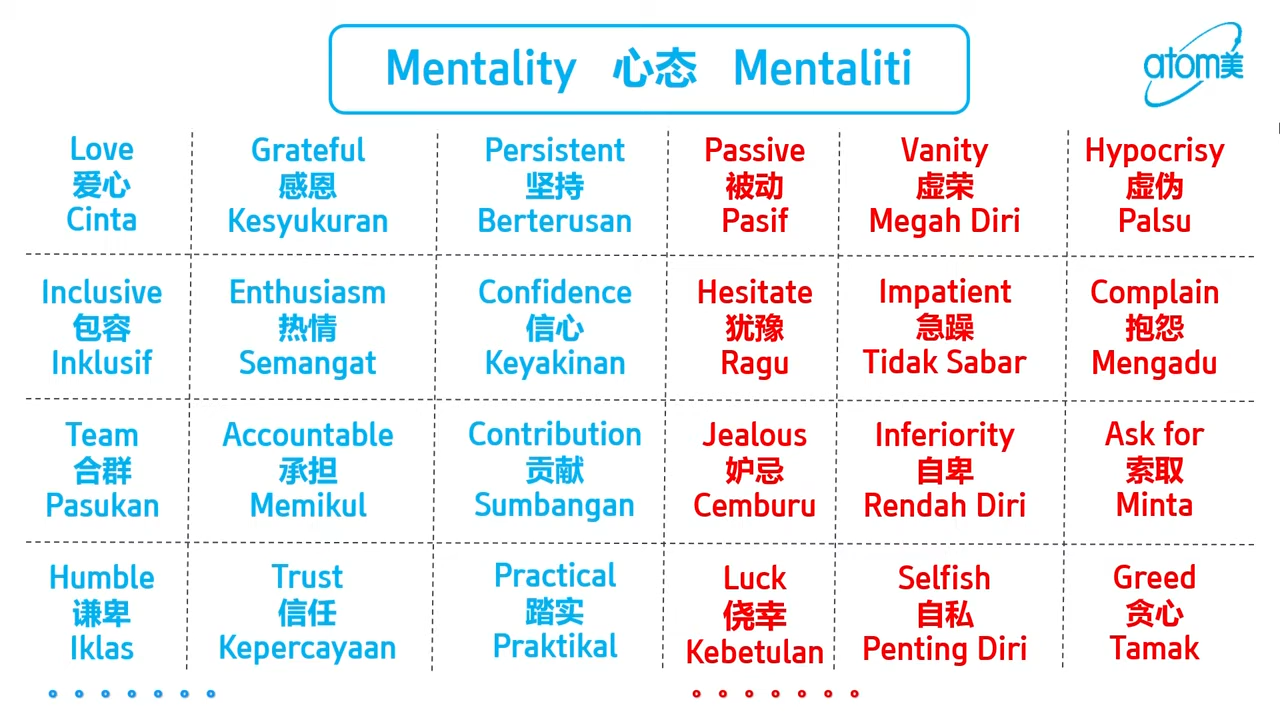 Mentality 心态 Mentaliti
atom美
Love
爱心
Cinta
Grateful
感恩
Kesyukuran
Persistent
坚持
Berterusan
Passive
被动
Pasif
Vanity
虚荣
Megah Diri
Hypocrisy
虚伪
Palsu
Inclusive
包容
Inklusif
Enthusiasm
热情
Semangat
Confidence
信心
Keyakinan
Hesitate
犹豫
Ragu
Impatient
急躁
Tidak Sabar
Complain
抱怨
Mengadu
Team
合群
Pasukan
Accountable
承担
Memikul
Contribution
贡献
Sumbangan
Jealous
妒忌
Cemburu
Inferiority
自卑
Rendah Diri
Ask for
索取
Minta
Humble
谦卑
Iklas
Trust
信任
Kepercayaan
Practical
踏实
Praktikal
Luck
侥幸
Kebetulan
Selfish
自私
Penting Diri
Greed
贪心
Tamak